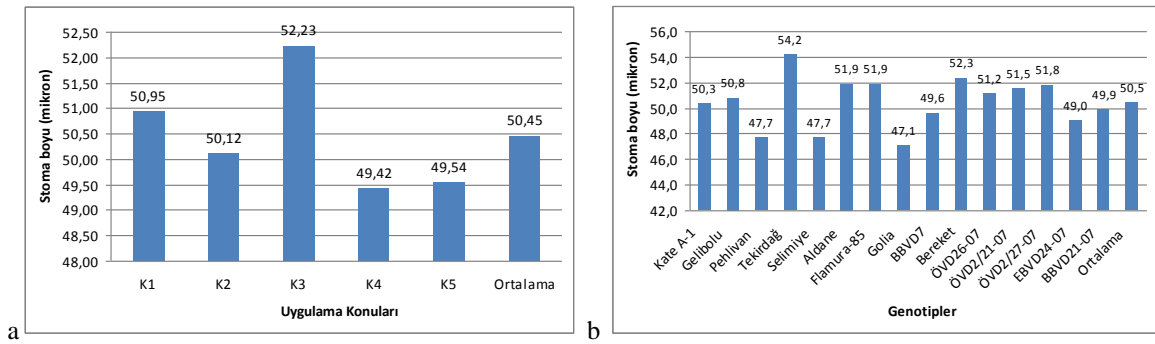 52,50
52,00
51,50
51,00
50,50
50,00
49,50
49,00
48,50
48,00
Stoma boyu (mikron)
50,95
50,12
52,23
49,42
49,54
50,45
K1 K2 K3 K4 K5 Ortalama
Uygulama Konuları
a
56,0
54,0
52,0
50,0
48,0
46,0
44,0
42,0
Stoma boyu (mikron)
50,3
50,8
47,7
54,2
47,7
51,9
51,9
47,1
49,6
52,3
51,2
51,5
51,8
49,0
49,9
50,5
Kate A-1
Gelibolu
Pehlivan
Tekirdağ
Selimiye
Aldane
Flamura-85
Golia
BBVD7
Bereket
ÖVD26-07
ÖVD2/21-07
ÖVD2/27-07
EBVD24-07
BBVD21-07
Ortalama
Genotipler
b